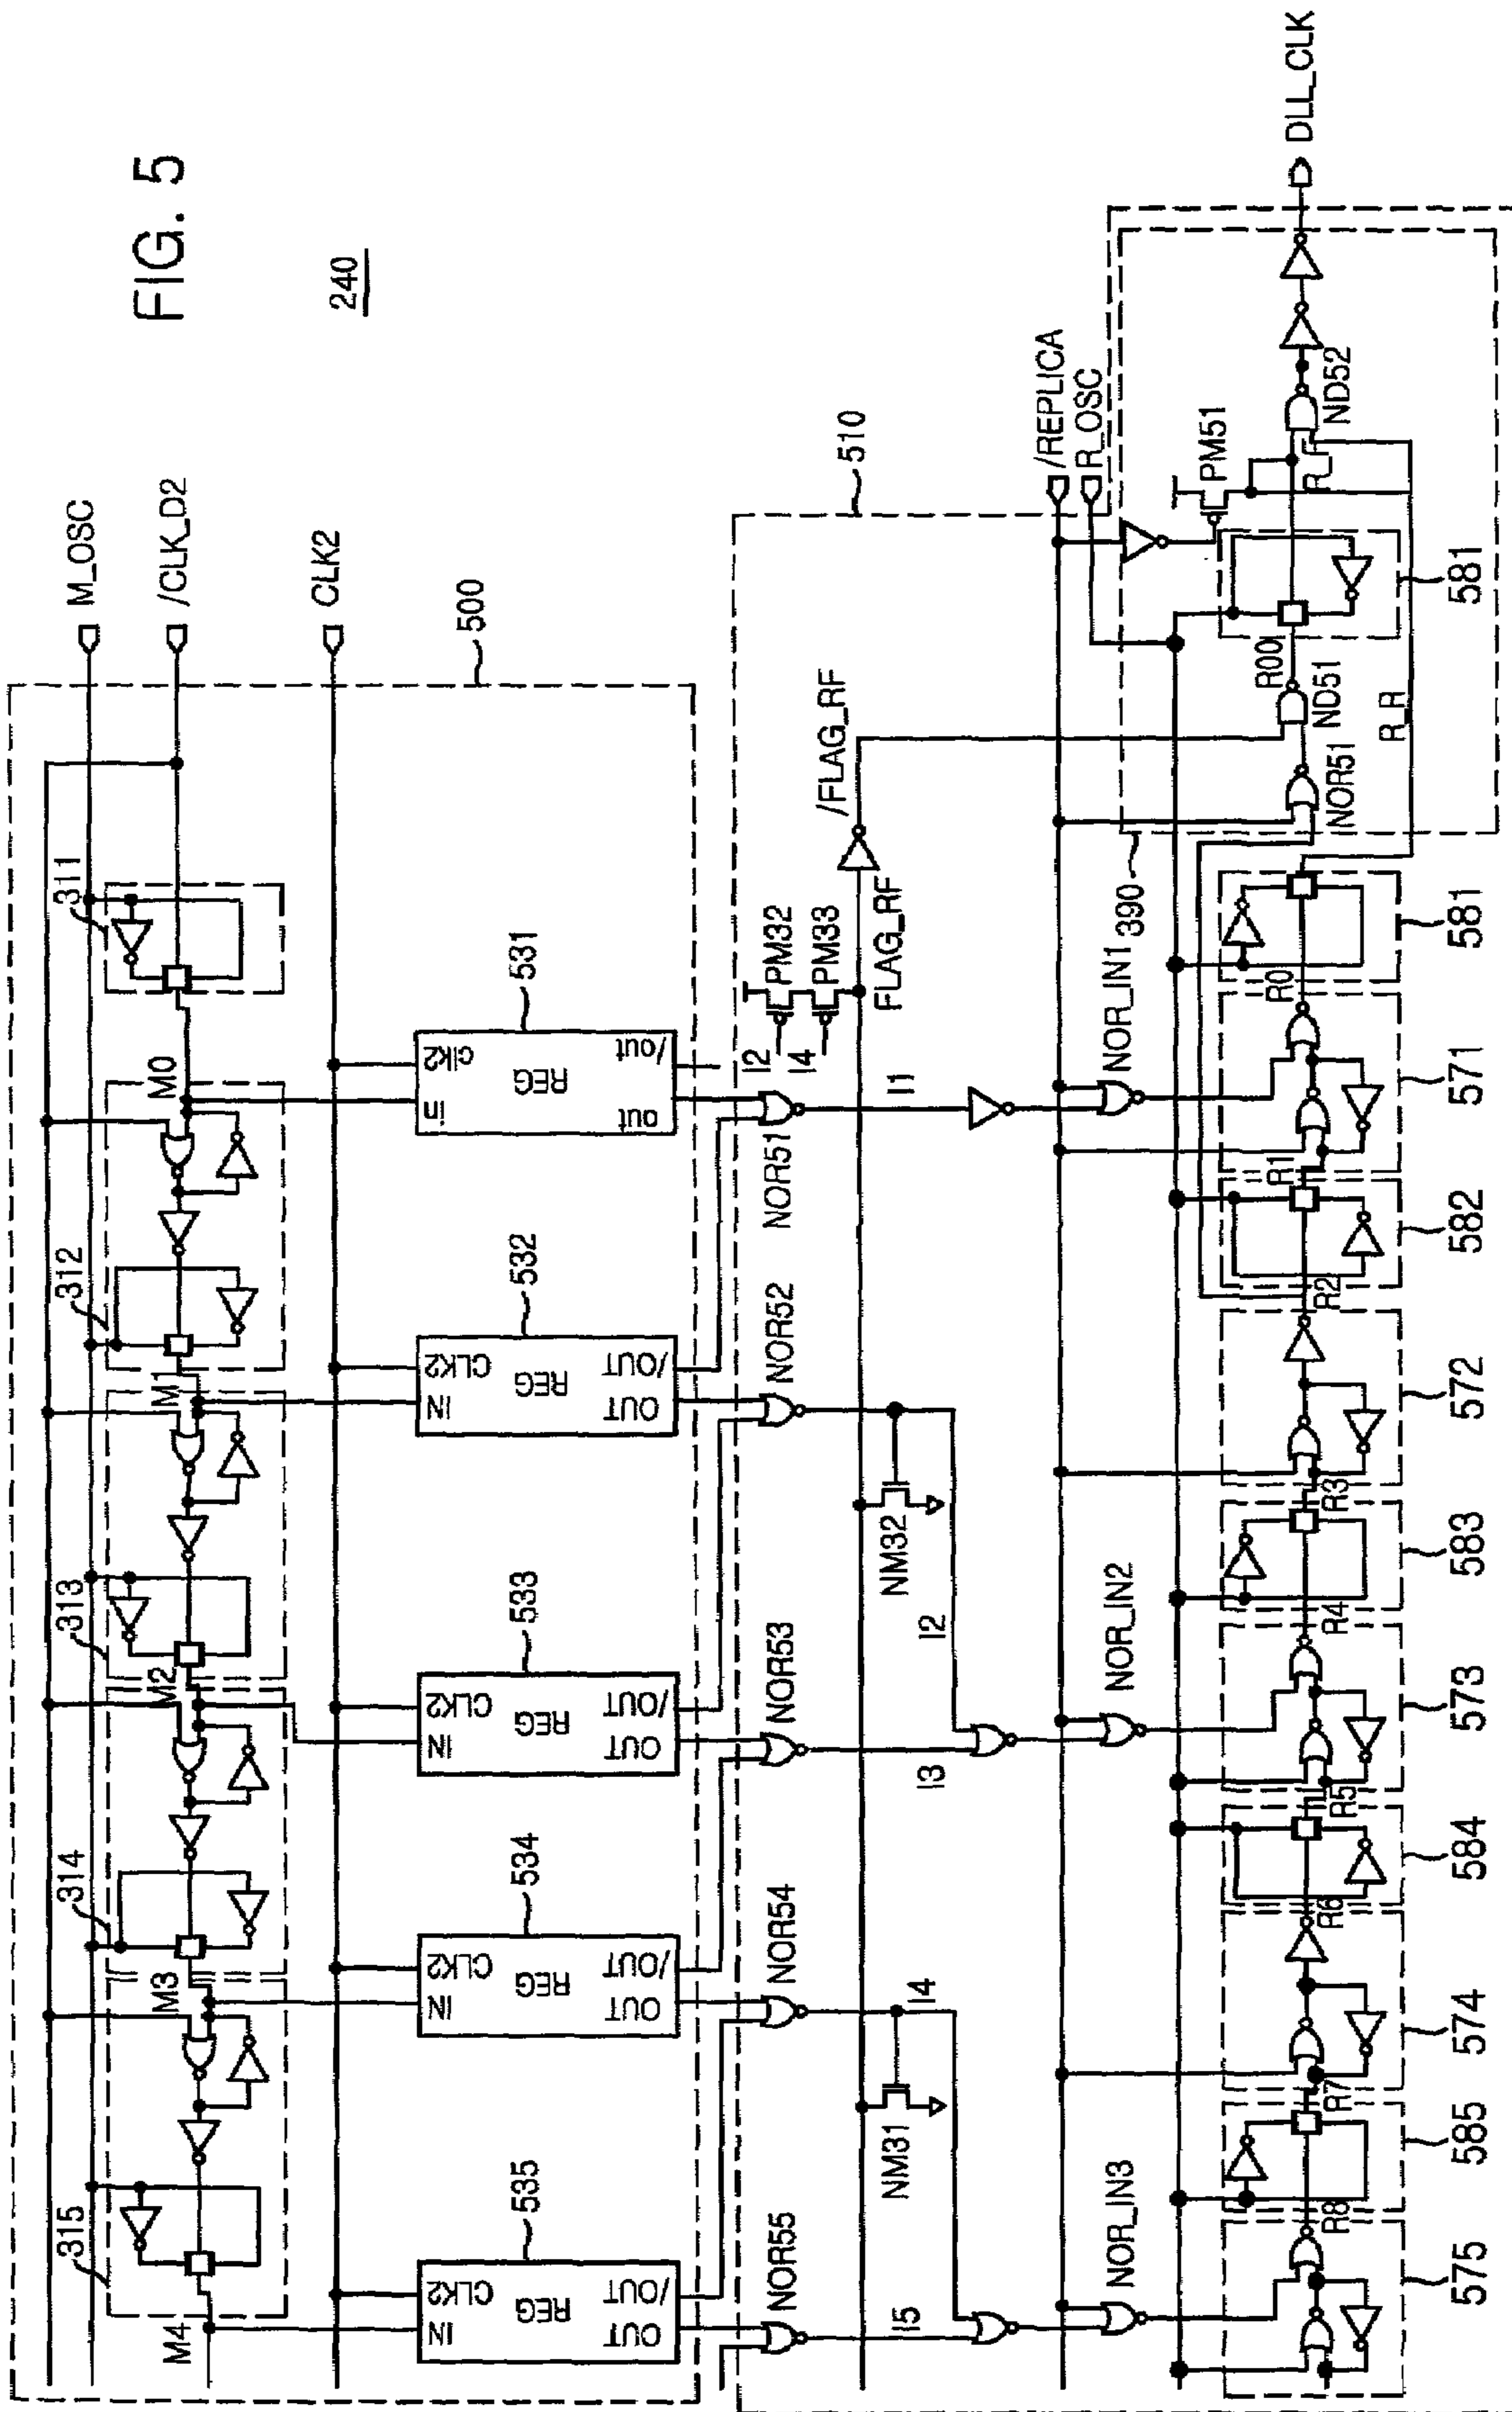 FIG. 5
240
M_OSC
/CLK_D2
CLK2
500
311
M0
312
M1
313
M2
314
M3
315
M4
531
clk2
in
REG
/out
out
532
CLK2
IN
REG
/OUT
OUT
533
CLK2
IN
REG
/OUT
OUT
534
CLK2
IN
REG
/OUT
OUT
535
CLK2
IN
REG
/OUT
OUT
510
NOR51
NOR52
NOR53
NOR54
NOR55
I2
PM32
I4
PM33
FLAG_RF
/FLAG_RF
I1
NM32
I2
I3
NM31
I4
I5
/REPLICA
R_OSC
390
NOR_IN1
NOR_IN2
NOR_IN3
PM51
DLL_CLK
ND52
R00
ND51
NOR51
R_R
R0
R1
R2
R3
R4
R5
R6
R7
R8
581
581
571
582
572
583
573
584
574
585
575